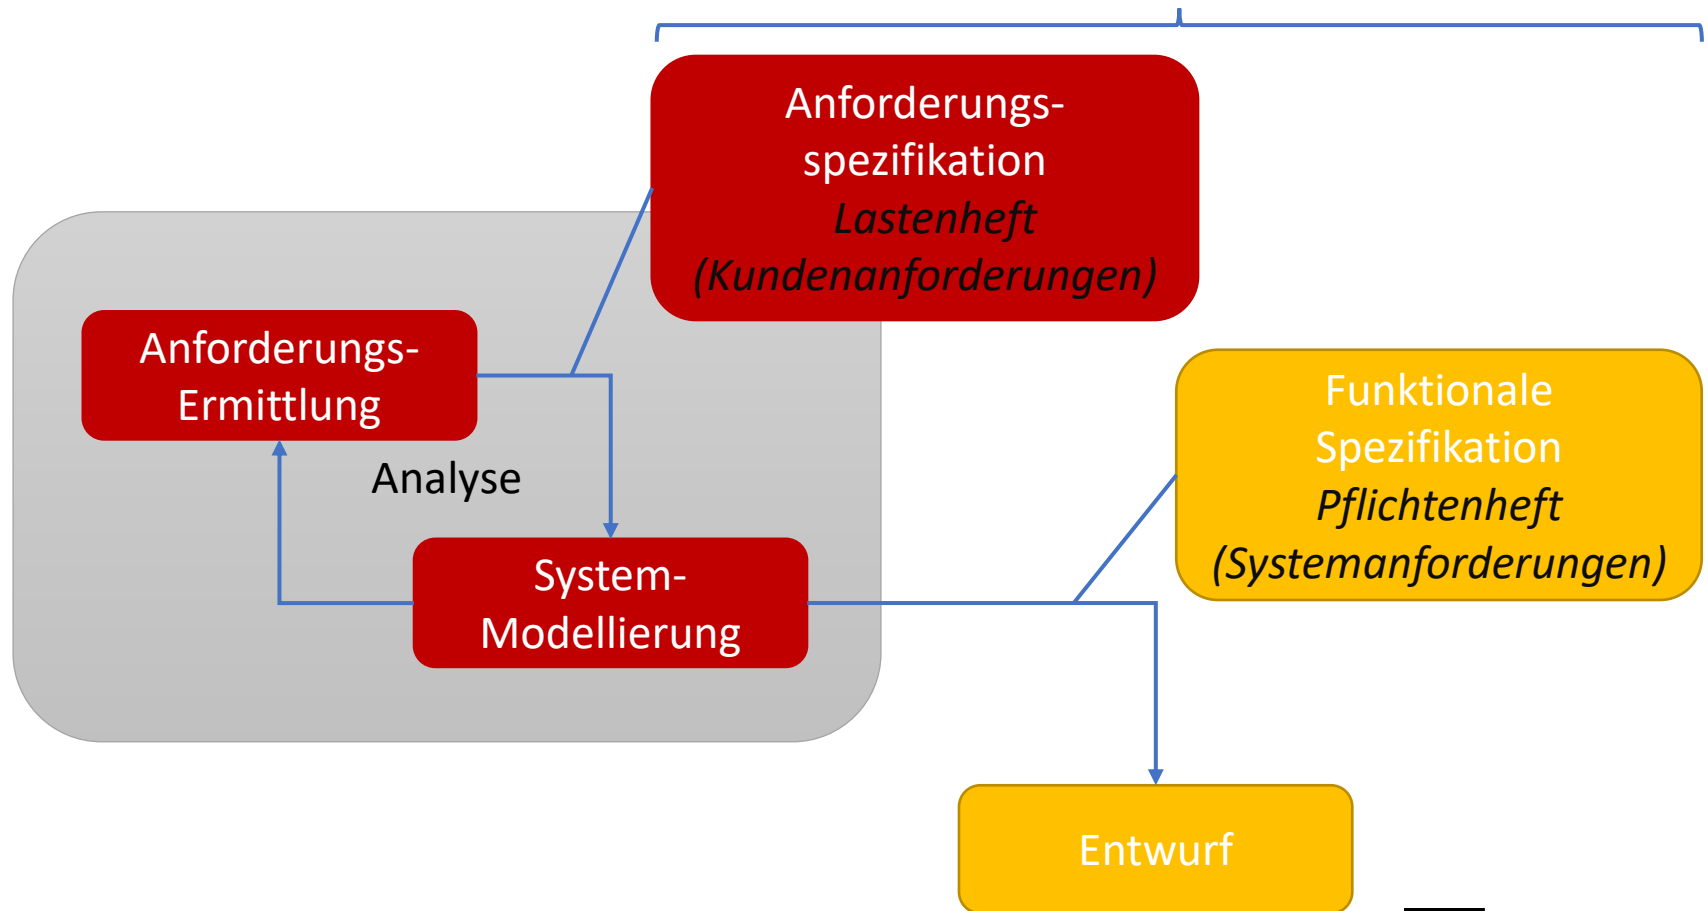 Anforderungs-
spezifikation
Lastenheft
(Kundenanforderungen)
Anforderungs-
Ermittlung
Analyse
System-
Modellierung
Funktionale
Spezifikation
Pflichtenheft
(Systemanforderungen)
Entwurf